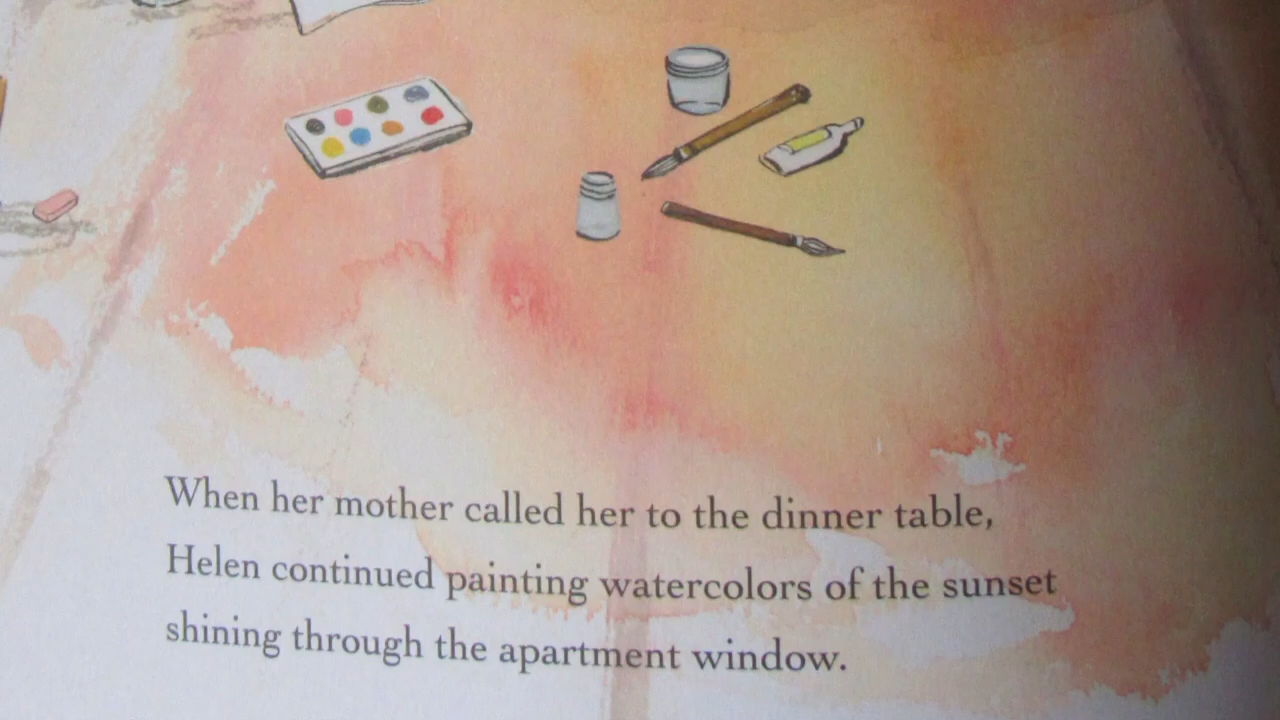 When her mother called her to the dinner table,
Helen continued painting watercolors of the sunset
shining through the apartment window.